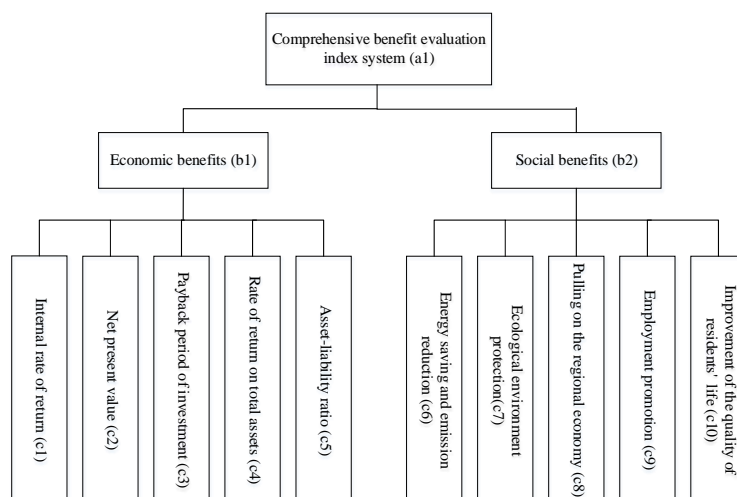 Comprehensive benefit evaluation
index system (a1)
Economic benefits (b1)
Social benefits (b2)
Internal rate of return (c1)
Net present value (c2)
Payback period of investment (c3)
Rate of return on total assets (c4)
Asset-liability ratio (c5)
Energy saving and emission
reduction (c6)
Ecological environment
protection(c7)
Pulling on the regional economy (c8)
Employment promotion (c9)
Improvement of the quality of
residents' life (c10)